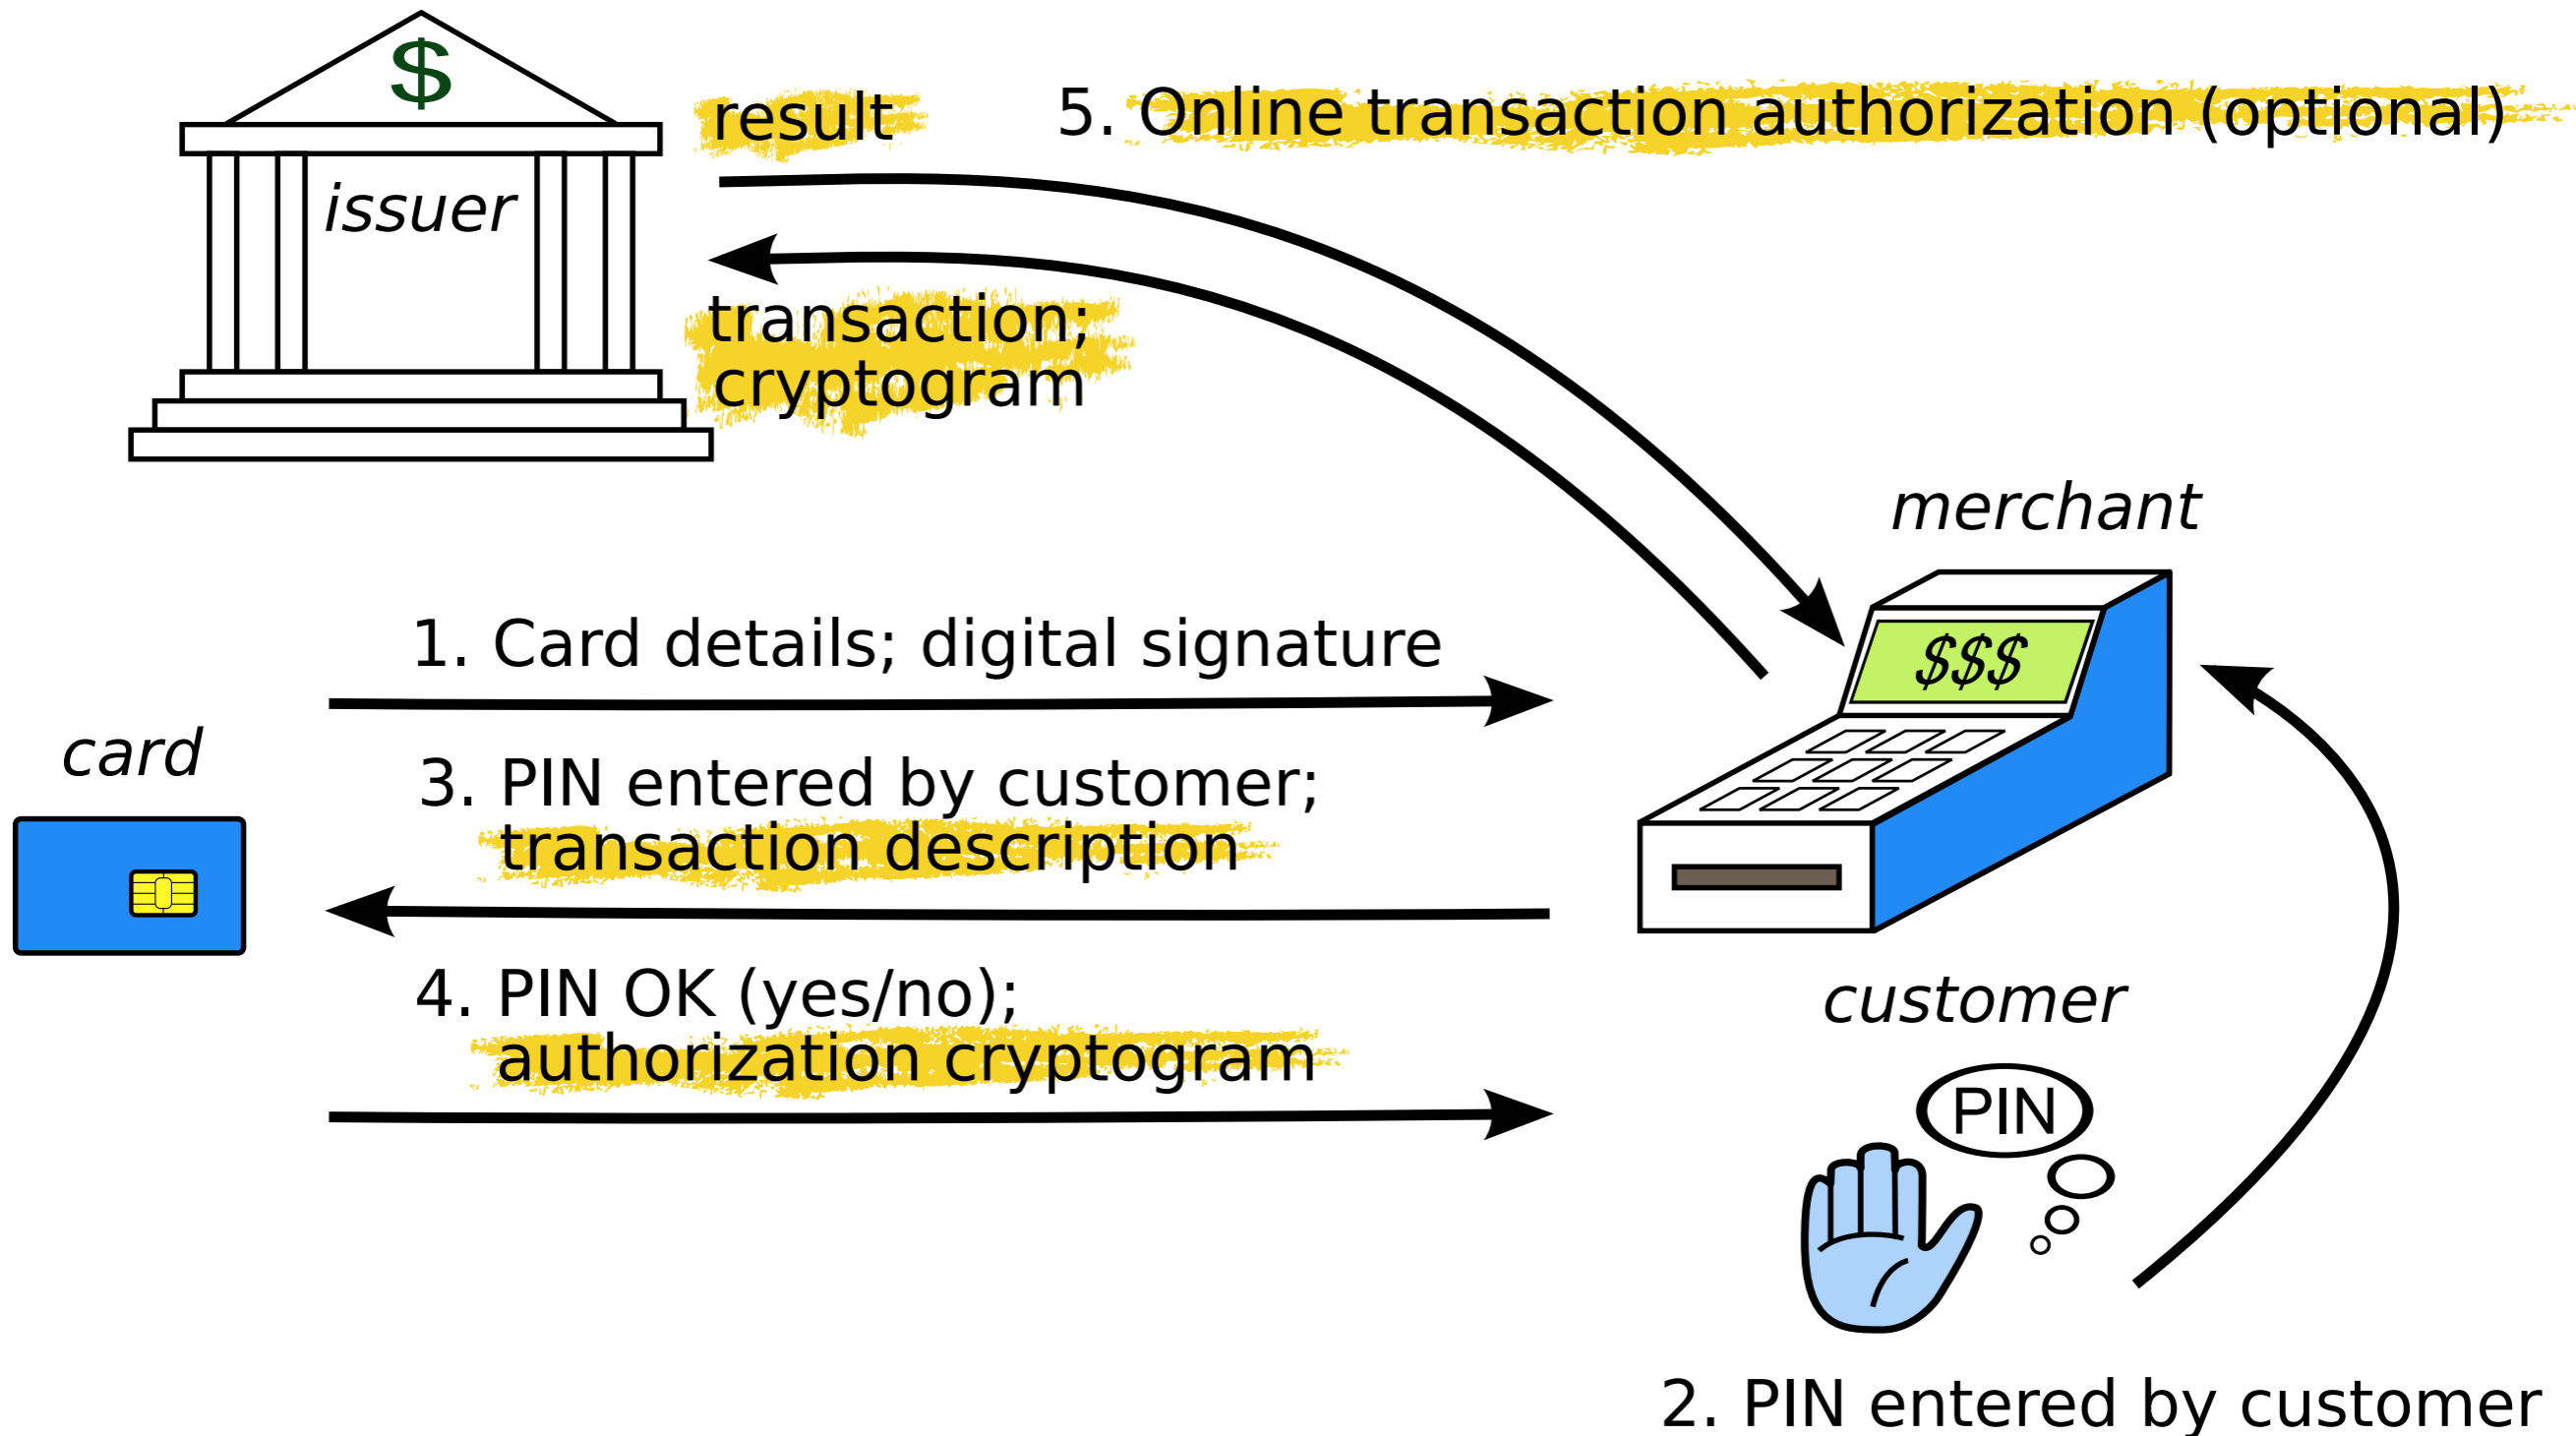 $
issuer
result
5. Online transaction authorization (optional)
transaction;
cryptogram
merchant
$$$
1. Card details; digital signature
card
3. PIN entered by customer;
transaction description
4. PIN OK (yes/no);
authorization cryptogram
customer
PIN
2. PIN entered by customer